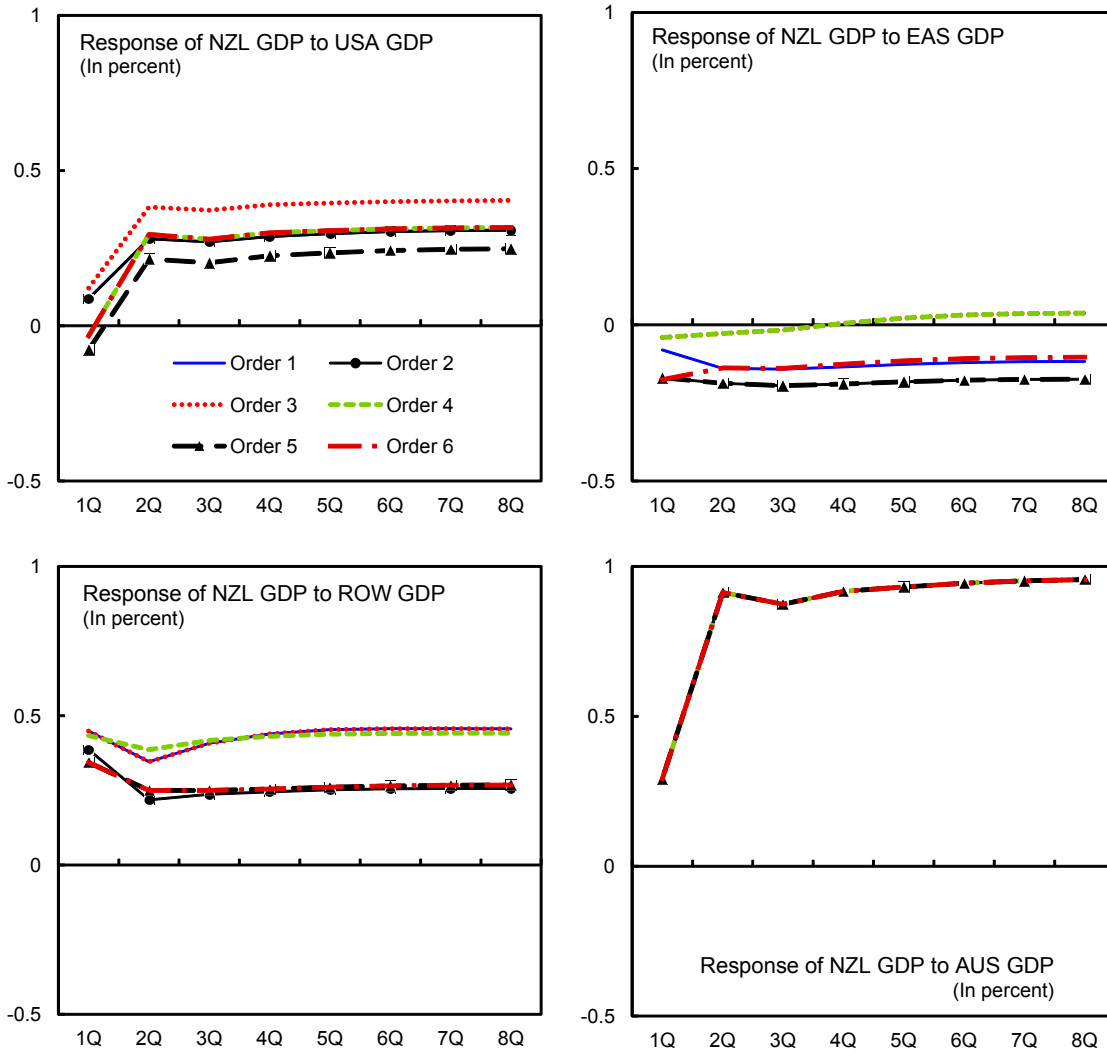 Response of NZL GDP to USA GDP
(In percent)
1
0.5
0
-0.5
Order 1
Order 2
Order 3
Order 4
Order 5
Order 6
1Q 2Q 3Q 4Q 5Q 6Q 7Q 8Q
Response of NZL GDP to EAS GDP
(In percent)
1
0.5
0
-0.5
1Q 2Q 3Q 4Q 5Q 6Q 7Q 8Q
Response of NZL GDP to ROW GDP
(In percent)
1
0.5
0
-0.5
1Q 2Q 3Q 4Q 5Q 6Q 7Q 8Q
1
0.5
0
-0.5
Response of NZL GDP to AUS GDP
(In percent)
1Q 2Q 3Q 4Q 5Q 6Q 7Q 8Q